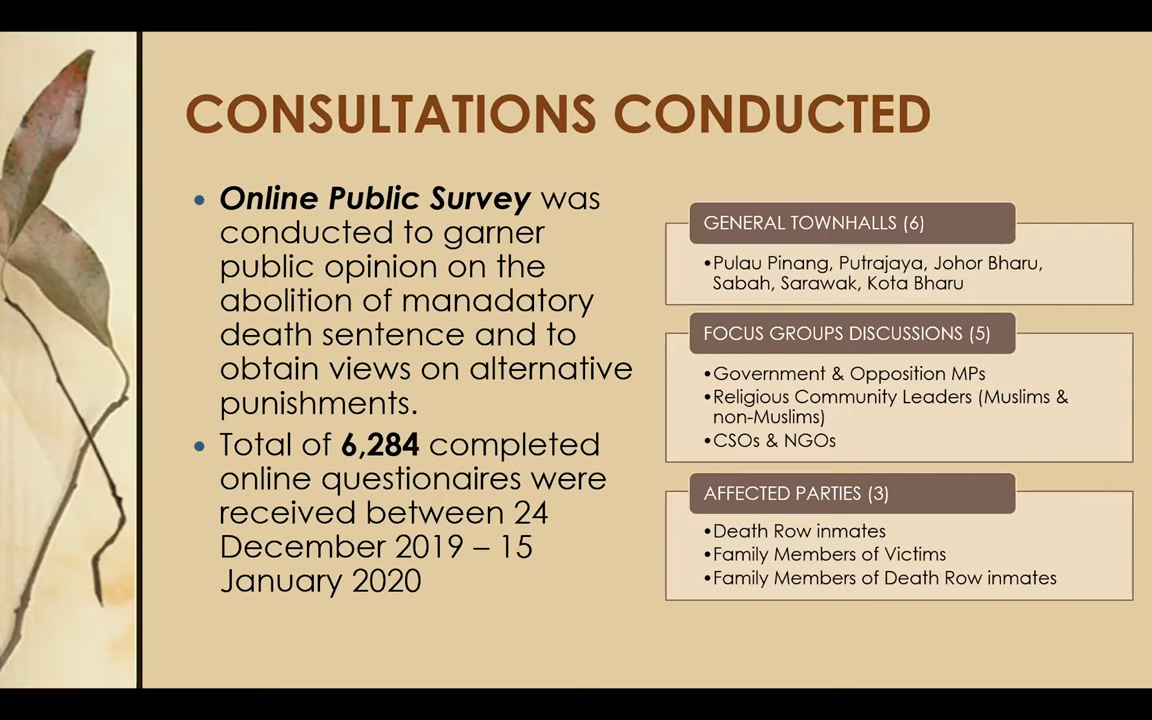 CONSULTATIONS CONDUCTED
• Online Public Survey was
conducted to garner
public opinion on the
abolition of manadatory
death sentence and to
obtain views on alternative
punishments.
• Total of 6,284 completed
online questionaires were
received between 24
December 2019 – 15
January 2020
GENERAL TOWNHALLS (6)
•Pulau Pinang, Putrajaya, Johor Bharu,
Sabah, Sarawak, Kota Bharu
FOCUS GROUPS DISCUSSIONS (5)
•Government & Opposition MPs
•Religious Community Leaders (Muslims &
non-Muslims)
•CSOs & NGOs
AFFECTED PARTIES (3)
•Death Row inmates
•Family Members of Victims
•Family Members of Death Row inmates